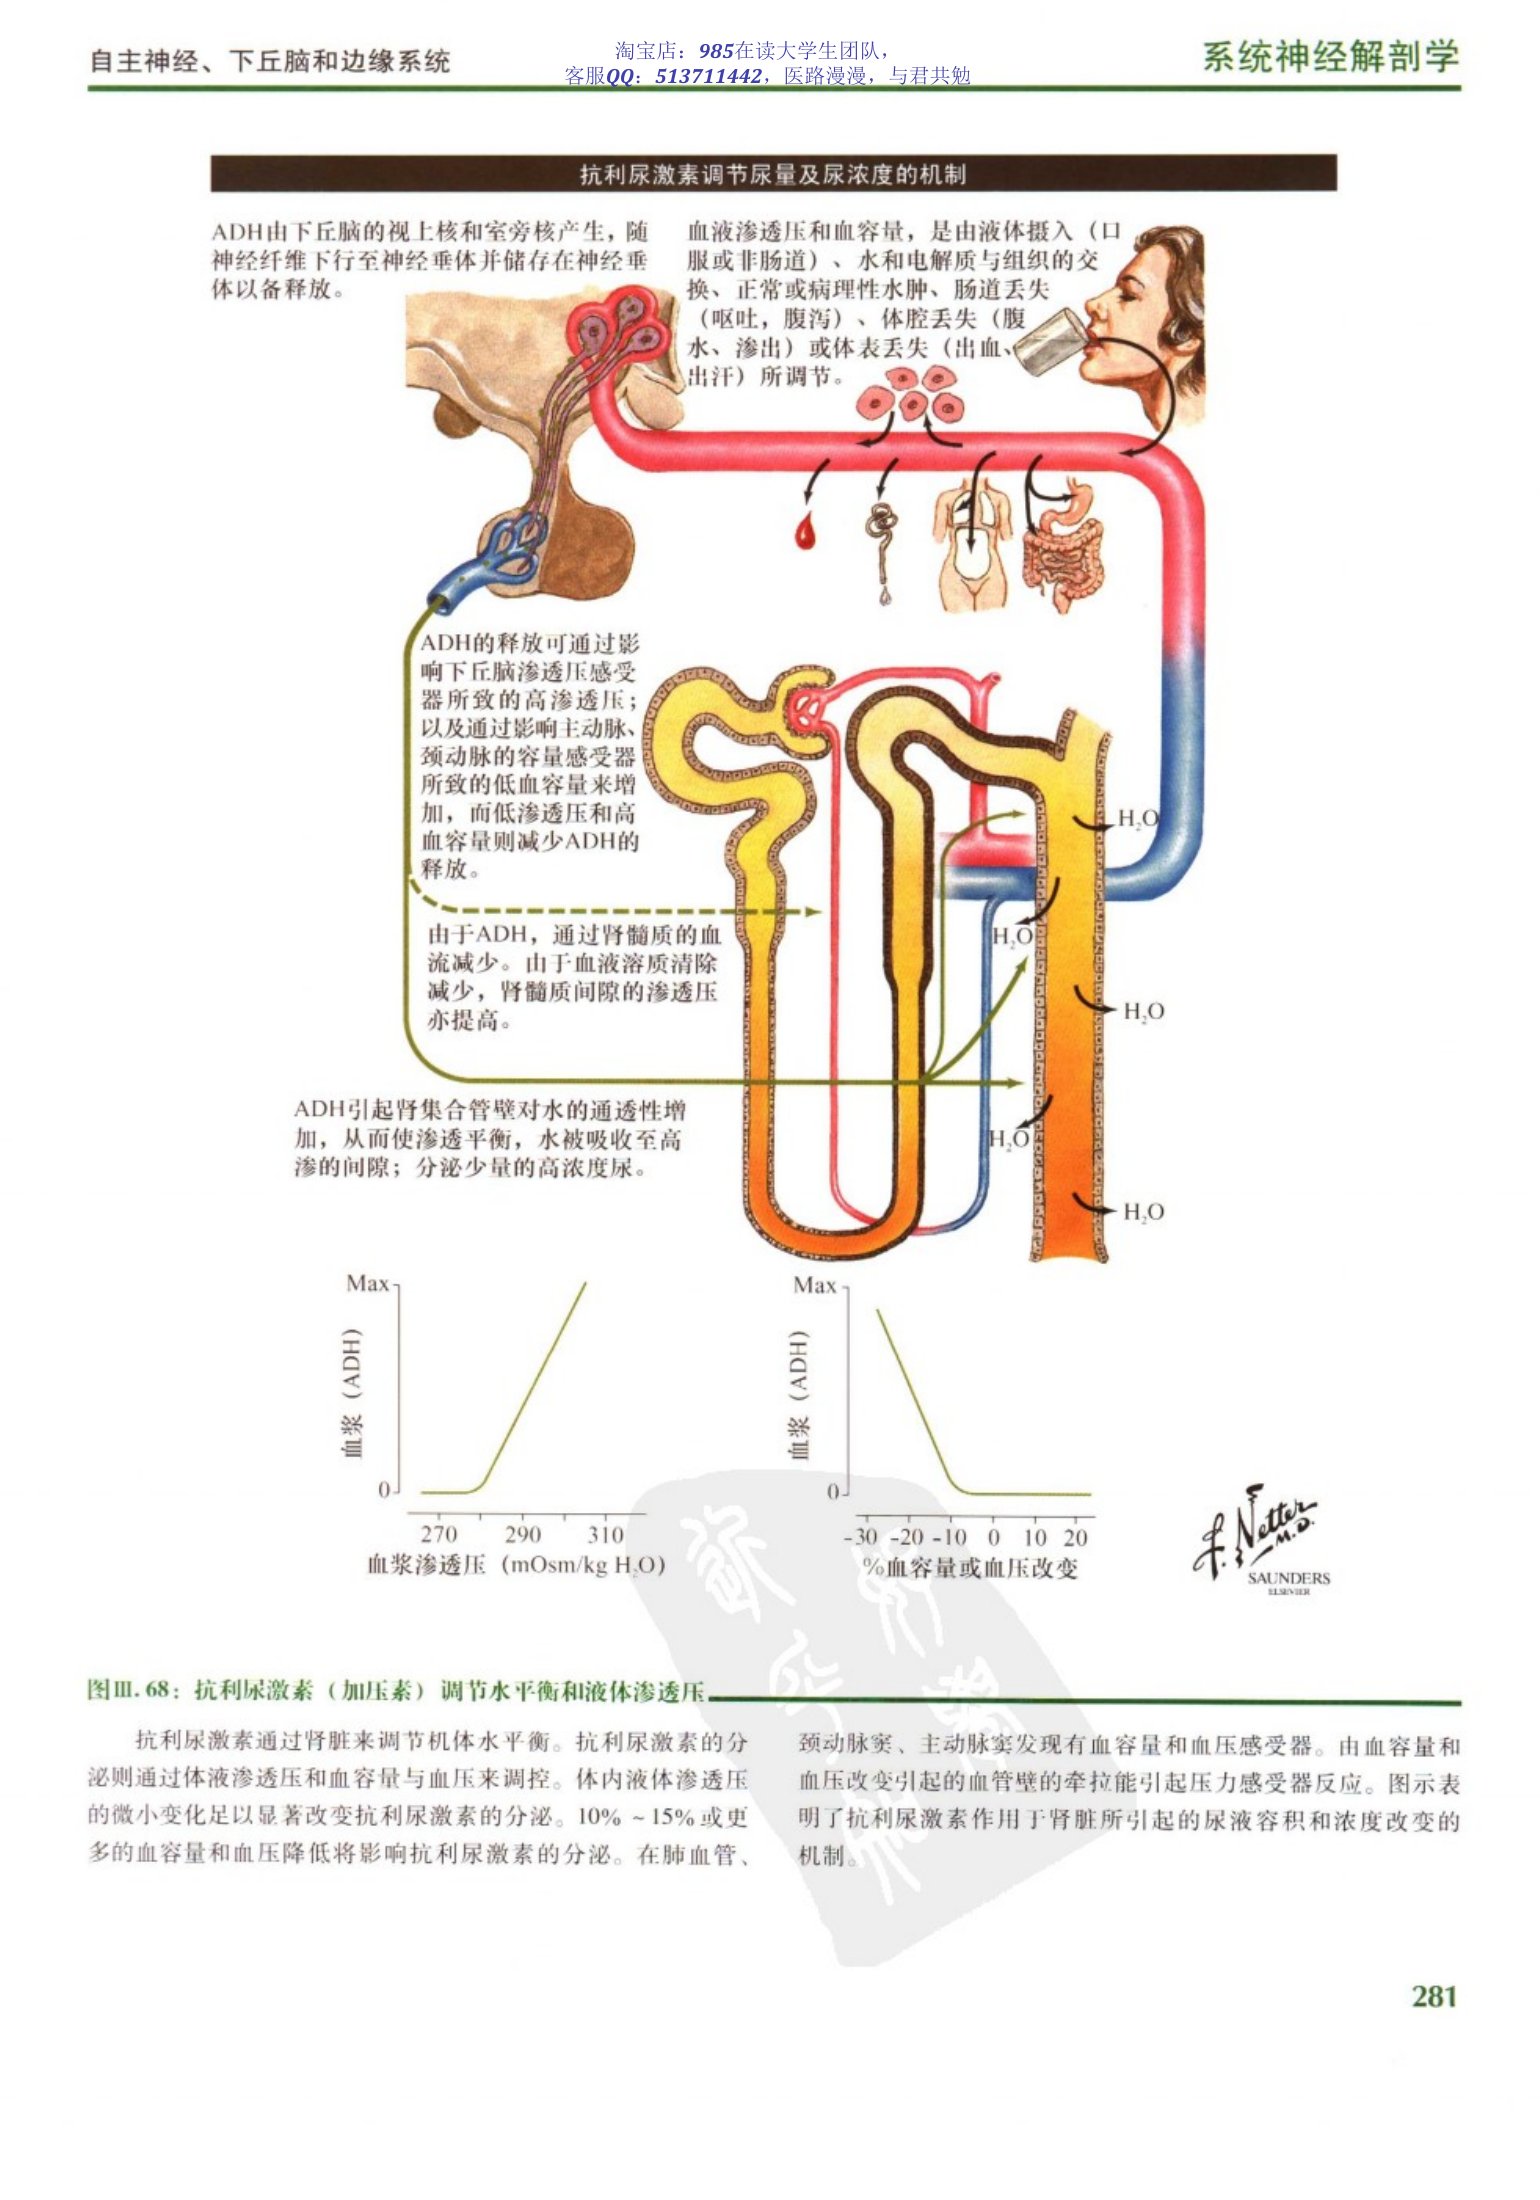 自主神经、下丘脑和边缘系统
淘宝店：985在读大学生团队，
客服QQ：513711442，医路漫漫，与君共勉
系统神经解剖学
抗利尿激素调节尿量及尿浓度的机制
ADH由下丘脑的视上核和室旁核产生，随
神经纤维下行至神经垂体并储存在神经垂
体以备释放。
血液渗透压和血容量，是由液体摄入（口
服或非肠道）、水和电解质与组织的交
换、正常或病理性水肿、肠道丢失
（呕吐，腹泻）、体腔丢失（腹
水、渗出）或体表丢失（出血、
出汗）所调节。
ADH的释放可通过影
响下丘脑渗透压感受
器所致的高渗透压；
以及通过影响主动脉、
颈动脉的容量感受器
所致的低血容量来增
加，而低渗透压和高
血容量则减少ADH的
释放。
H₂O
由于ADH，通过肾髓质的血
流减少。由于血液溶质清除
减少，肾髓质间隙的渗透压
亦提高。
H₂O
H₂O
ADH引起肾集合管壁对水的通透性增
加，从而使渗透平衡，水被吸收至高
渗的间隙；分泌少量的高浓度尿。
H₂O
H₂O
Max
血浆（ADH）
0
270 290 310
血浆渗透压（mOsm/kg H₂O）
Max
血浆（ADH）
0
-30 -20 -10 0 10 20
%血容量或血压改变
F. Netter M.D.
SAUNDERS
ELSEVIER
图Ⅲ.68：抗利尿激素（加压素）调节水平衡和液体渗透压
抗利尿激素通过肾脏来调节机体水平衡。抗利尿激素的分
泌则通过体液渗透压和血容量与血压来调控。体内液体渗透压
的微小变化足以显著改变抗利尿激素的分泌。10% ~ 15%或更
多的血容量和血压降低将影响抗利尿激素的分泌。在肺血管、
颈动脉窦、主动脉窦发现有血容量和血压感受器。由血容量和
血压改变引起的血管壁的牵拉能引起压力感受器反应。图示表
明了抗利尿激素作用于肾脏所引起的尿液容积和浓度改变的
机制。
281